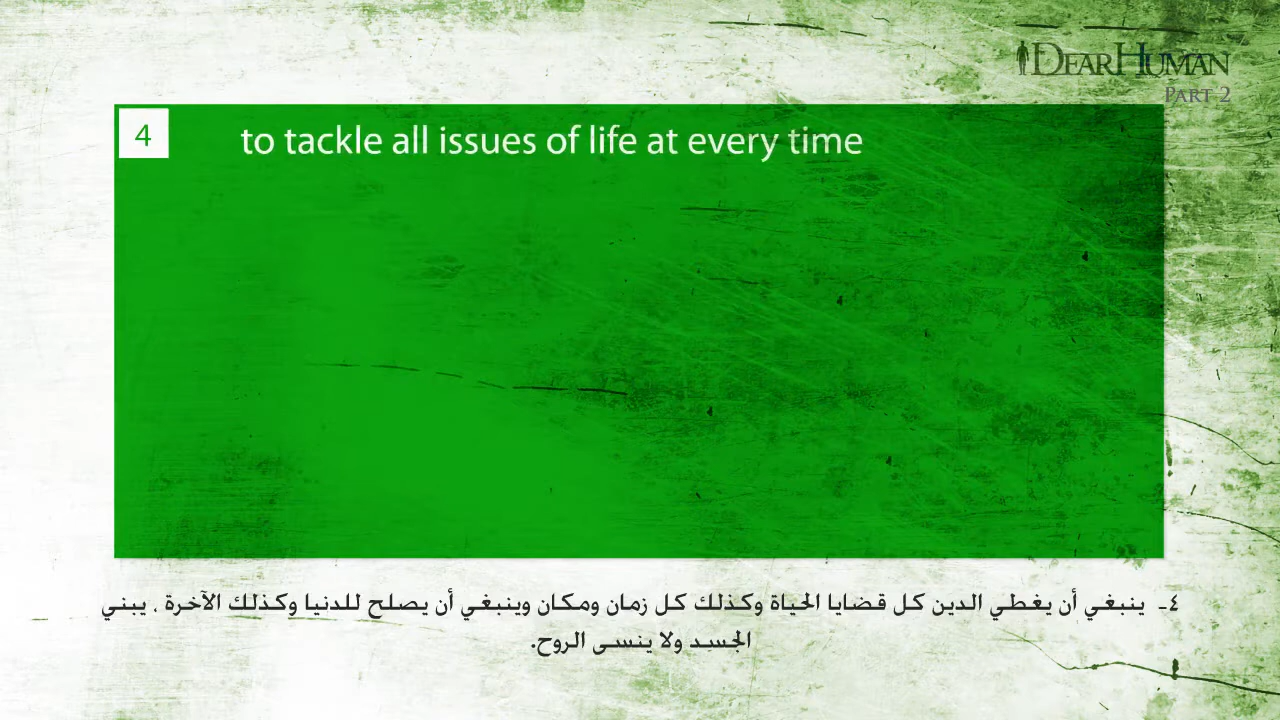 DEARHUMAN
PART 2
4
to tackle all issues of life at every time
٤- ينبغي أن يغطي الدين كل قضايا الحياة وكذلك كل زمان ومكان وينبغي أن يصلح للدنيا وكذلك الآخرة ، يبني
الجسد ولا ينسى الروح.